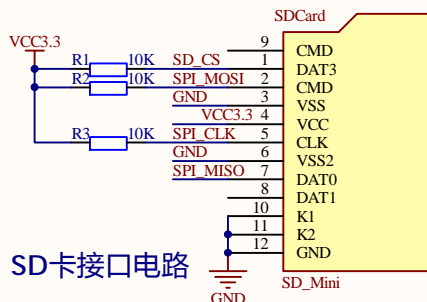 SDCard
VCC3.3
9 CMD
R1 10K SD_CS 1 DAT3
R2 10K SPI_MOSI 2 CMD
GND 3 VSS
VCC3.3 4 VCC
R3 10K SPI_CLK 5 CLK
GND 6 VSS2
SPI_MISO 7 DAT0
8 DAT1
10 K1
11 K2
12 GND
SD卡接口电路
SD_Mini
GND